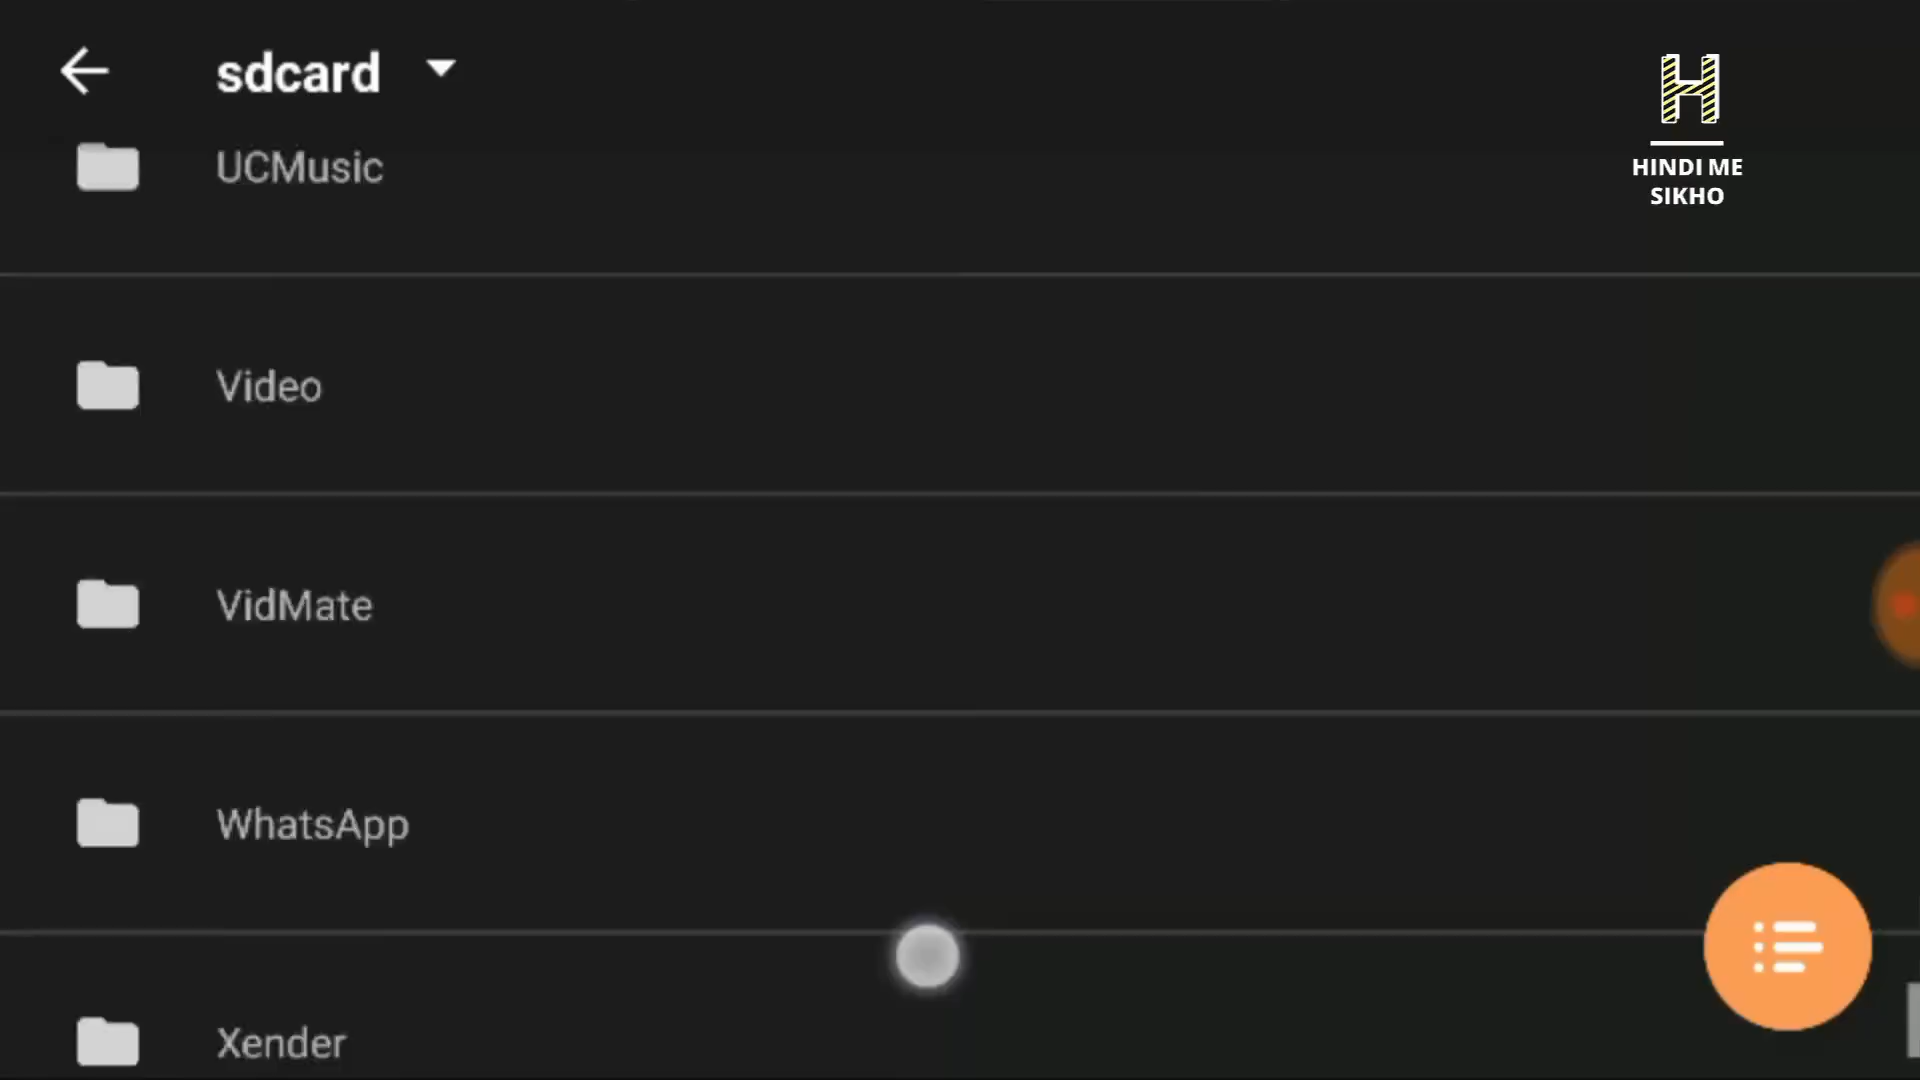 sdcard
H
HINDI ME
SIKHO
UCMusic
Video
VidMate
WhatsApp
Xender